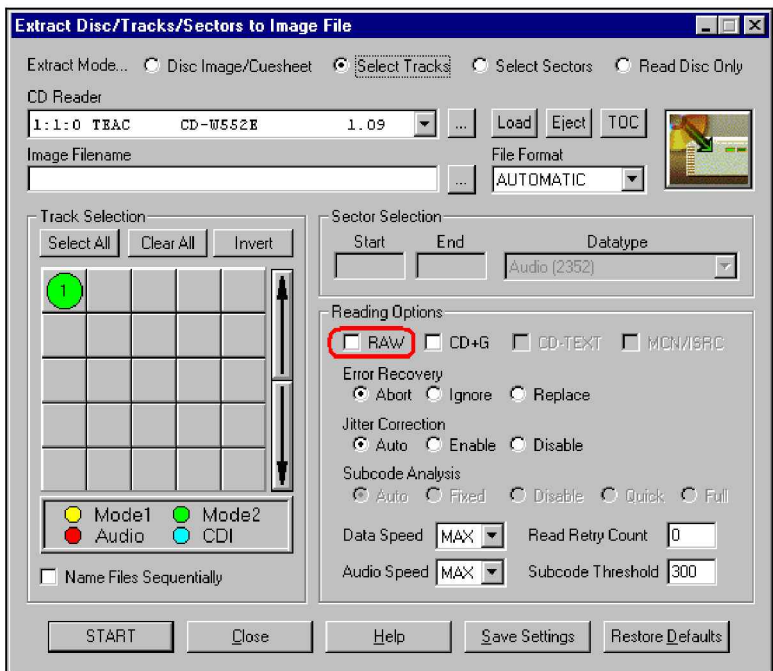 Extract Disc/Tracks/Sectors to Image File
Extract Mode... Disc Image/Cuesheet Select Tracks Select Sectors Read Disc Only
CD Reader
1:1:0 TEAC CD-W552E 1.09 ... Load Eject TOC
Image Filename File Format
... AUTOMATIC
Track Selection Sector Selection
Select All Clear All Invert Start End Datatype
Audio (2352)
1
Reading Options
RAW CD+G CD-TEXT MCN/ISRC
Error Recovery
Abort Ignore Replace
Jitter Correction
Auto Enable Disable
Subcode Analysis
Auto Fixed Disable Quick Full
Mode1 Mode2
Audio CDI
Data Speed MAX Read Retry Count 0
Name Files Sequentially Audio Speed MAX Subcode Threshold 300
START Close Help Save Settings Restore Defaults